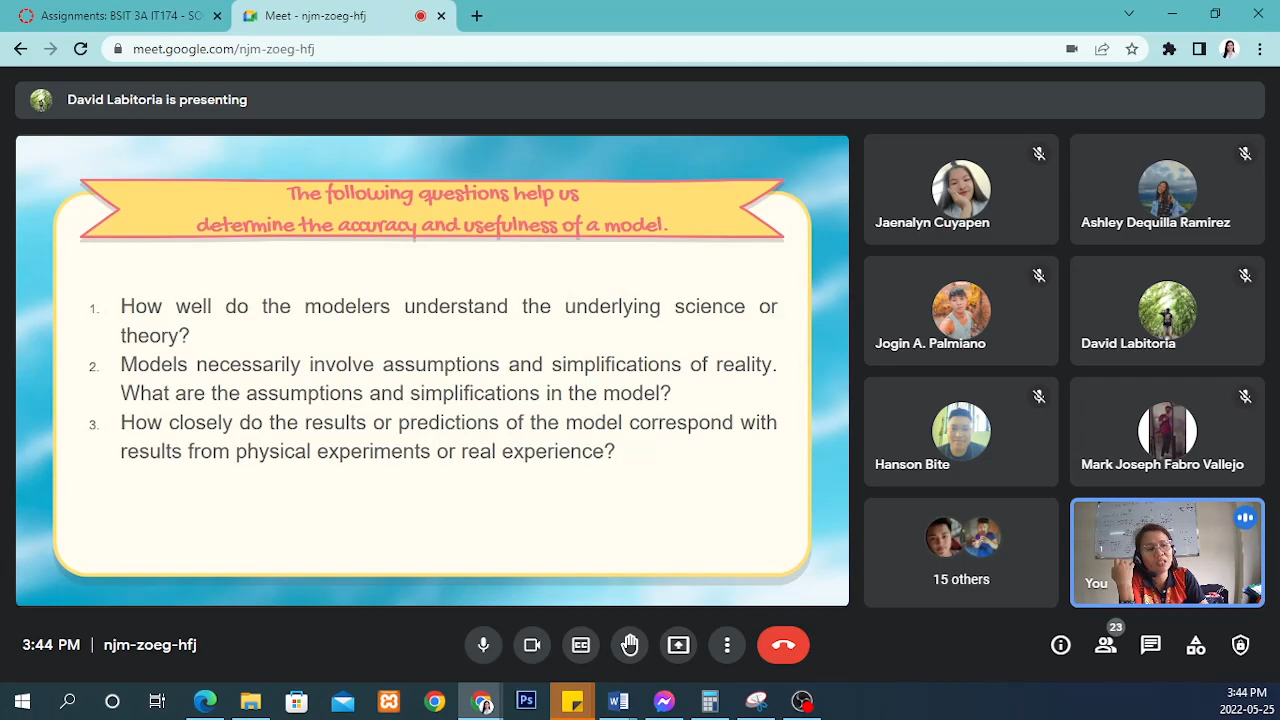 Assignments: BSIT 3A IT174 - SO
Meet - njm-zoeg-hfj
meet.google.com/njm-zoeg-hfj
David Labitoria is presenting
The following questions help us
determine the accuracy and usefulness of a model.
1. How well do the modelers understand the underlying science or
theory?
2. Models necessarily involve assumptions and simplifications of reality.
What are the assumptions and simplifications in the model?
3. How closely do the results or predictions of the model correspond with
results from physical experiments or real experience?
Jaenalyn Cuyapen
Ashley Dequilla Ramirez
Jogin A. Palmiano
David Labitoria
Hanson Bite
Mark Joseph Fabro Vallejo
15 others
You
3:44 PM | njm-zoeg-hfj
CC
23
Ps
W
3:44 PM
2022-05-25